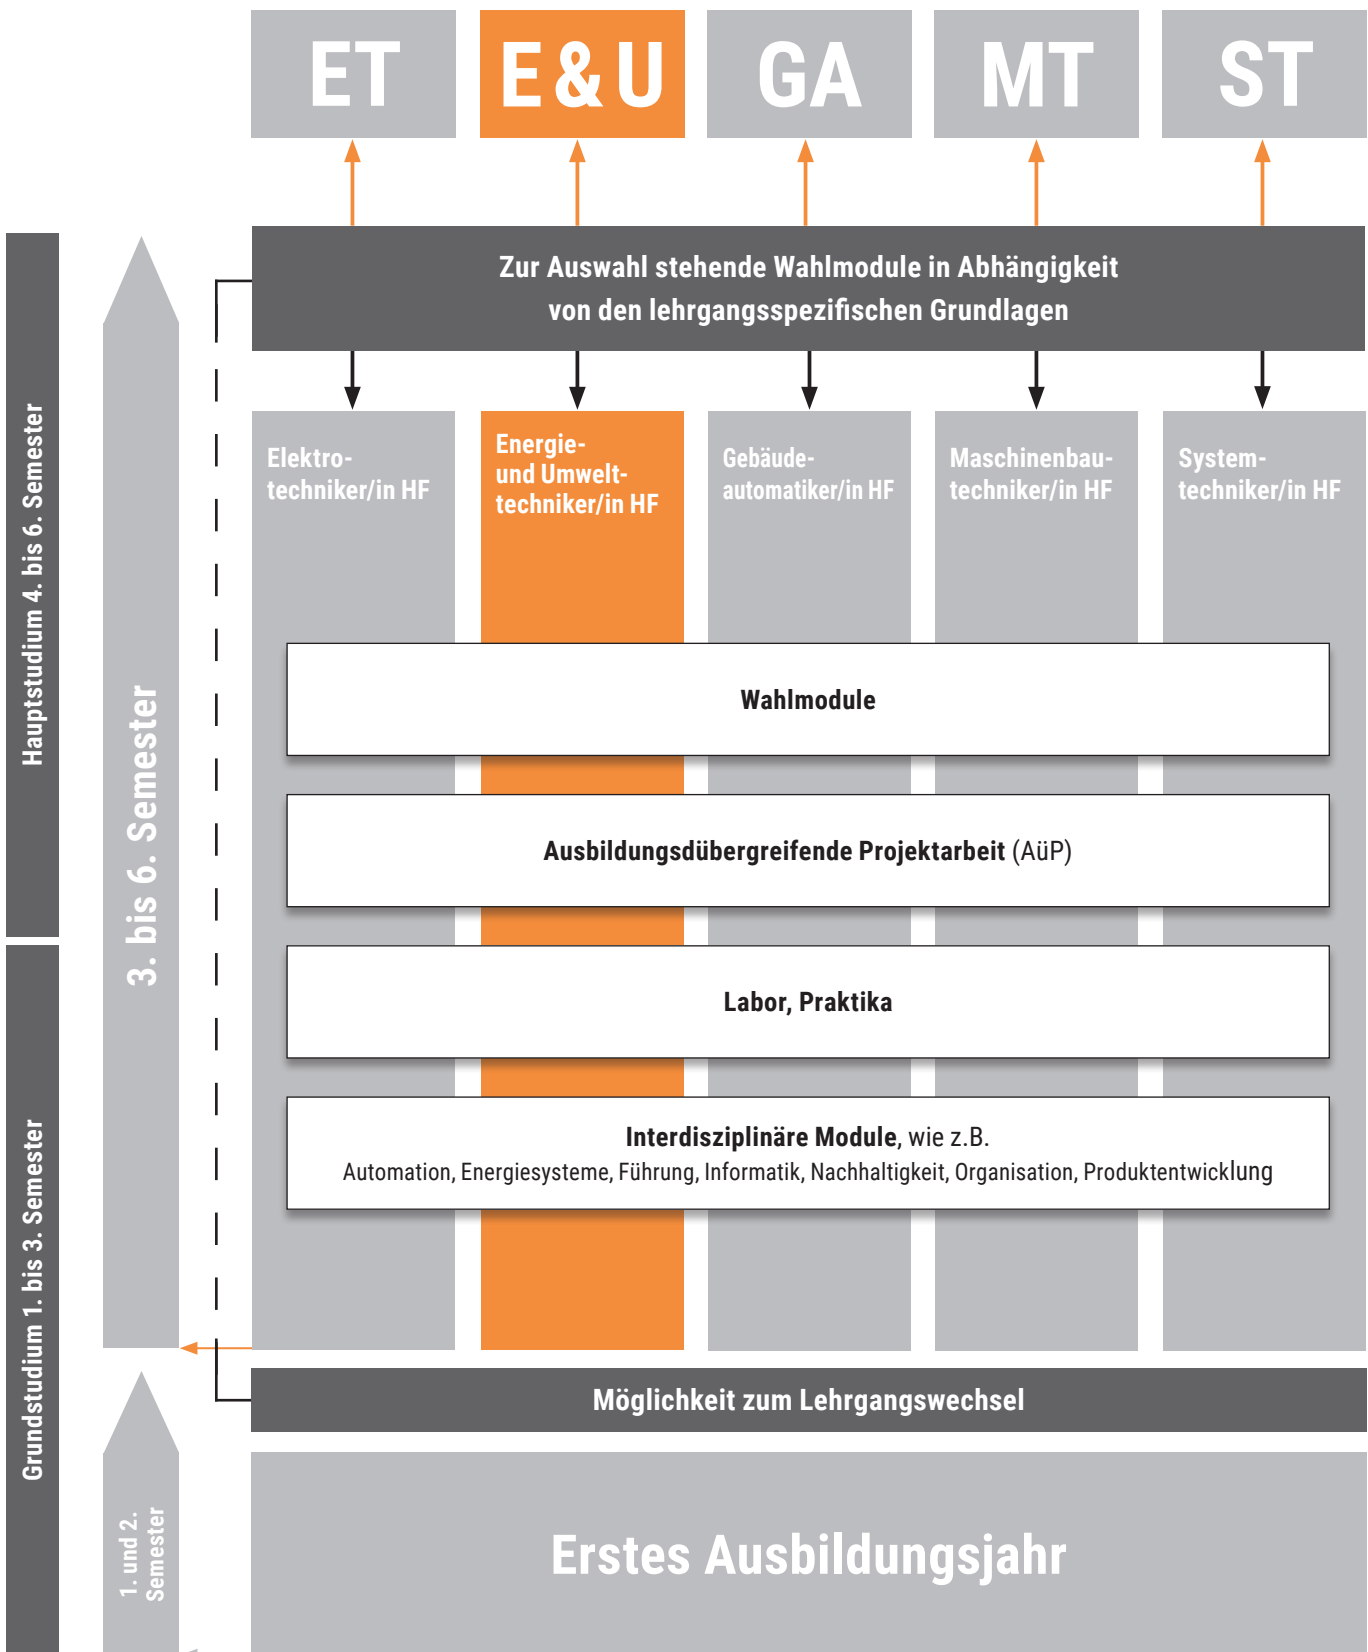 ET
E & U
GA
MT
ST
Zur Auswahl stehende Wahlmodule in Abhängigkeit
von den lehrgangsspezifischen Grundlagen
Elektro-
techniker/in HF
Energie-
und Umwelt-
techniker/in HF
Gebäude-
automatiker/in HF
Maschinenbau-
techniker/in HF
System-
techniker/in HF
Hauptstudium 4. bis 6. Semester
3. bis 6. Semester
Wahlmodule
Ausbildungsdübergreifende Projektarbeit (AüP)
Labor, Praktika
Interdisziplinäre Module, wie z.B.
Automation, Energiesysteme, Führung, Informatik, Nachhaltigkeit, Organisation, Produktentwicklung
Grundstudium 1. bis 3. Semester
Möglichkeit zum Lehrgangswechsel
1. und 2.
Semester
Erstes Ausbildungsjahr